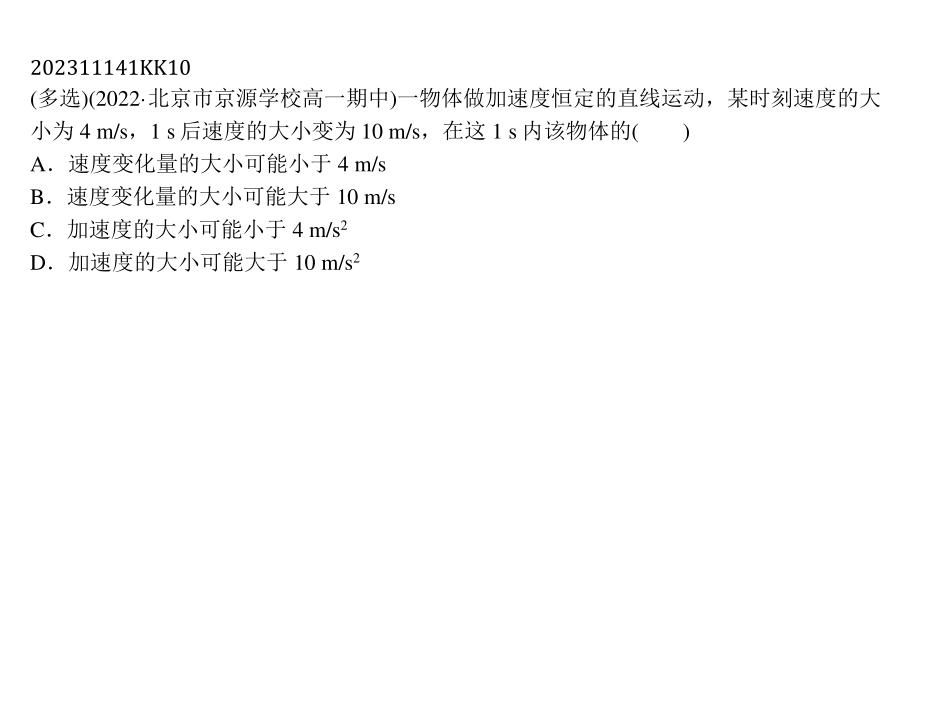 202311141KK10
(多选)(2022·北京市京源学校高一期中)一物体做加速度恒定的直线运动，某时刻速度的大
小为 4 m/s，1 s 后速度的大小变为 10 m/s，在这 1 s 内该物体的(　　)
A．速度变化量的大小可能小于 4 m/s
B．速度变化量的大小可能大于 10 m/s
C．加速度的大小可能小于 4 m/s²
D．加速度的大小可能大于 10 m/s²